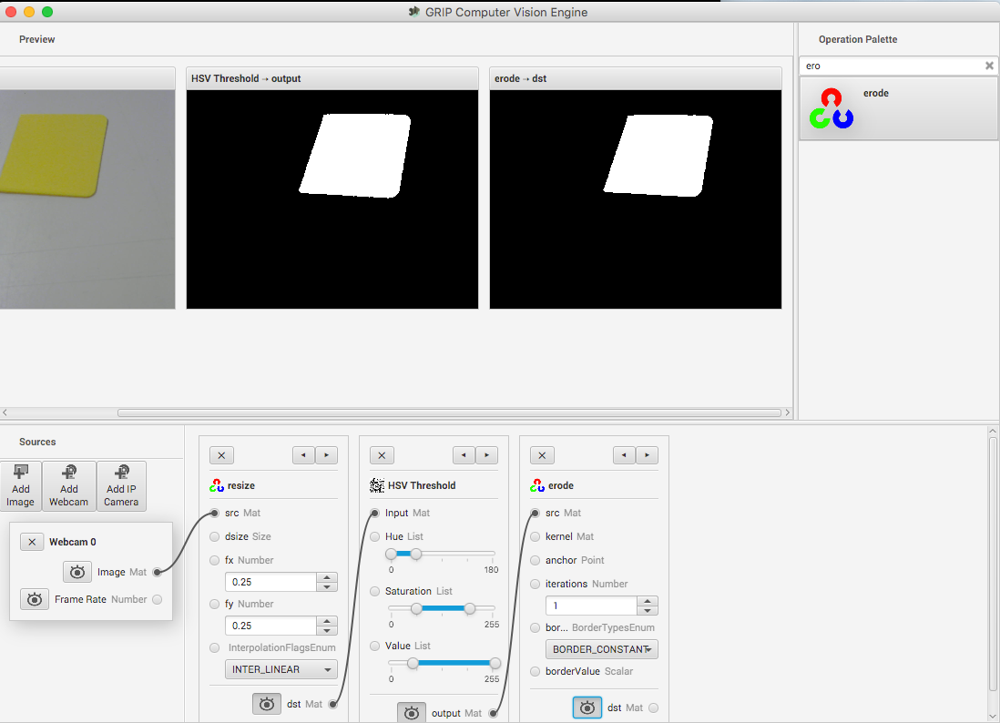 GRIP Computer Vision Engine
Preview
Operation Palette
ero
erode
HSV Threshold → output
erode → dst
Sources
Add Image
Add Webcam
Add IP Camera
Webcam 0
Image Mat
Frame Rate Number
resize
src Mat
dsize Size
fx Number
0.25
fy Number
0.25
InterpolationFlagsEnum
INTER_LINEAR
dst Mat
HSV Threshold
Input Mat
Hue List
0 180
Saturation List
0 255
Value List
0 255
output Mat
erode
src Mat
kernel Mat
anchor Point
iterations Number
1
bor... BorderTypesEnum
BORDER_CONSTANT
borderValue Scalar
dst Mat